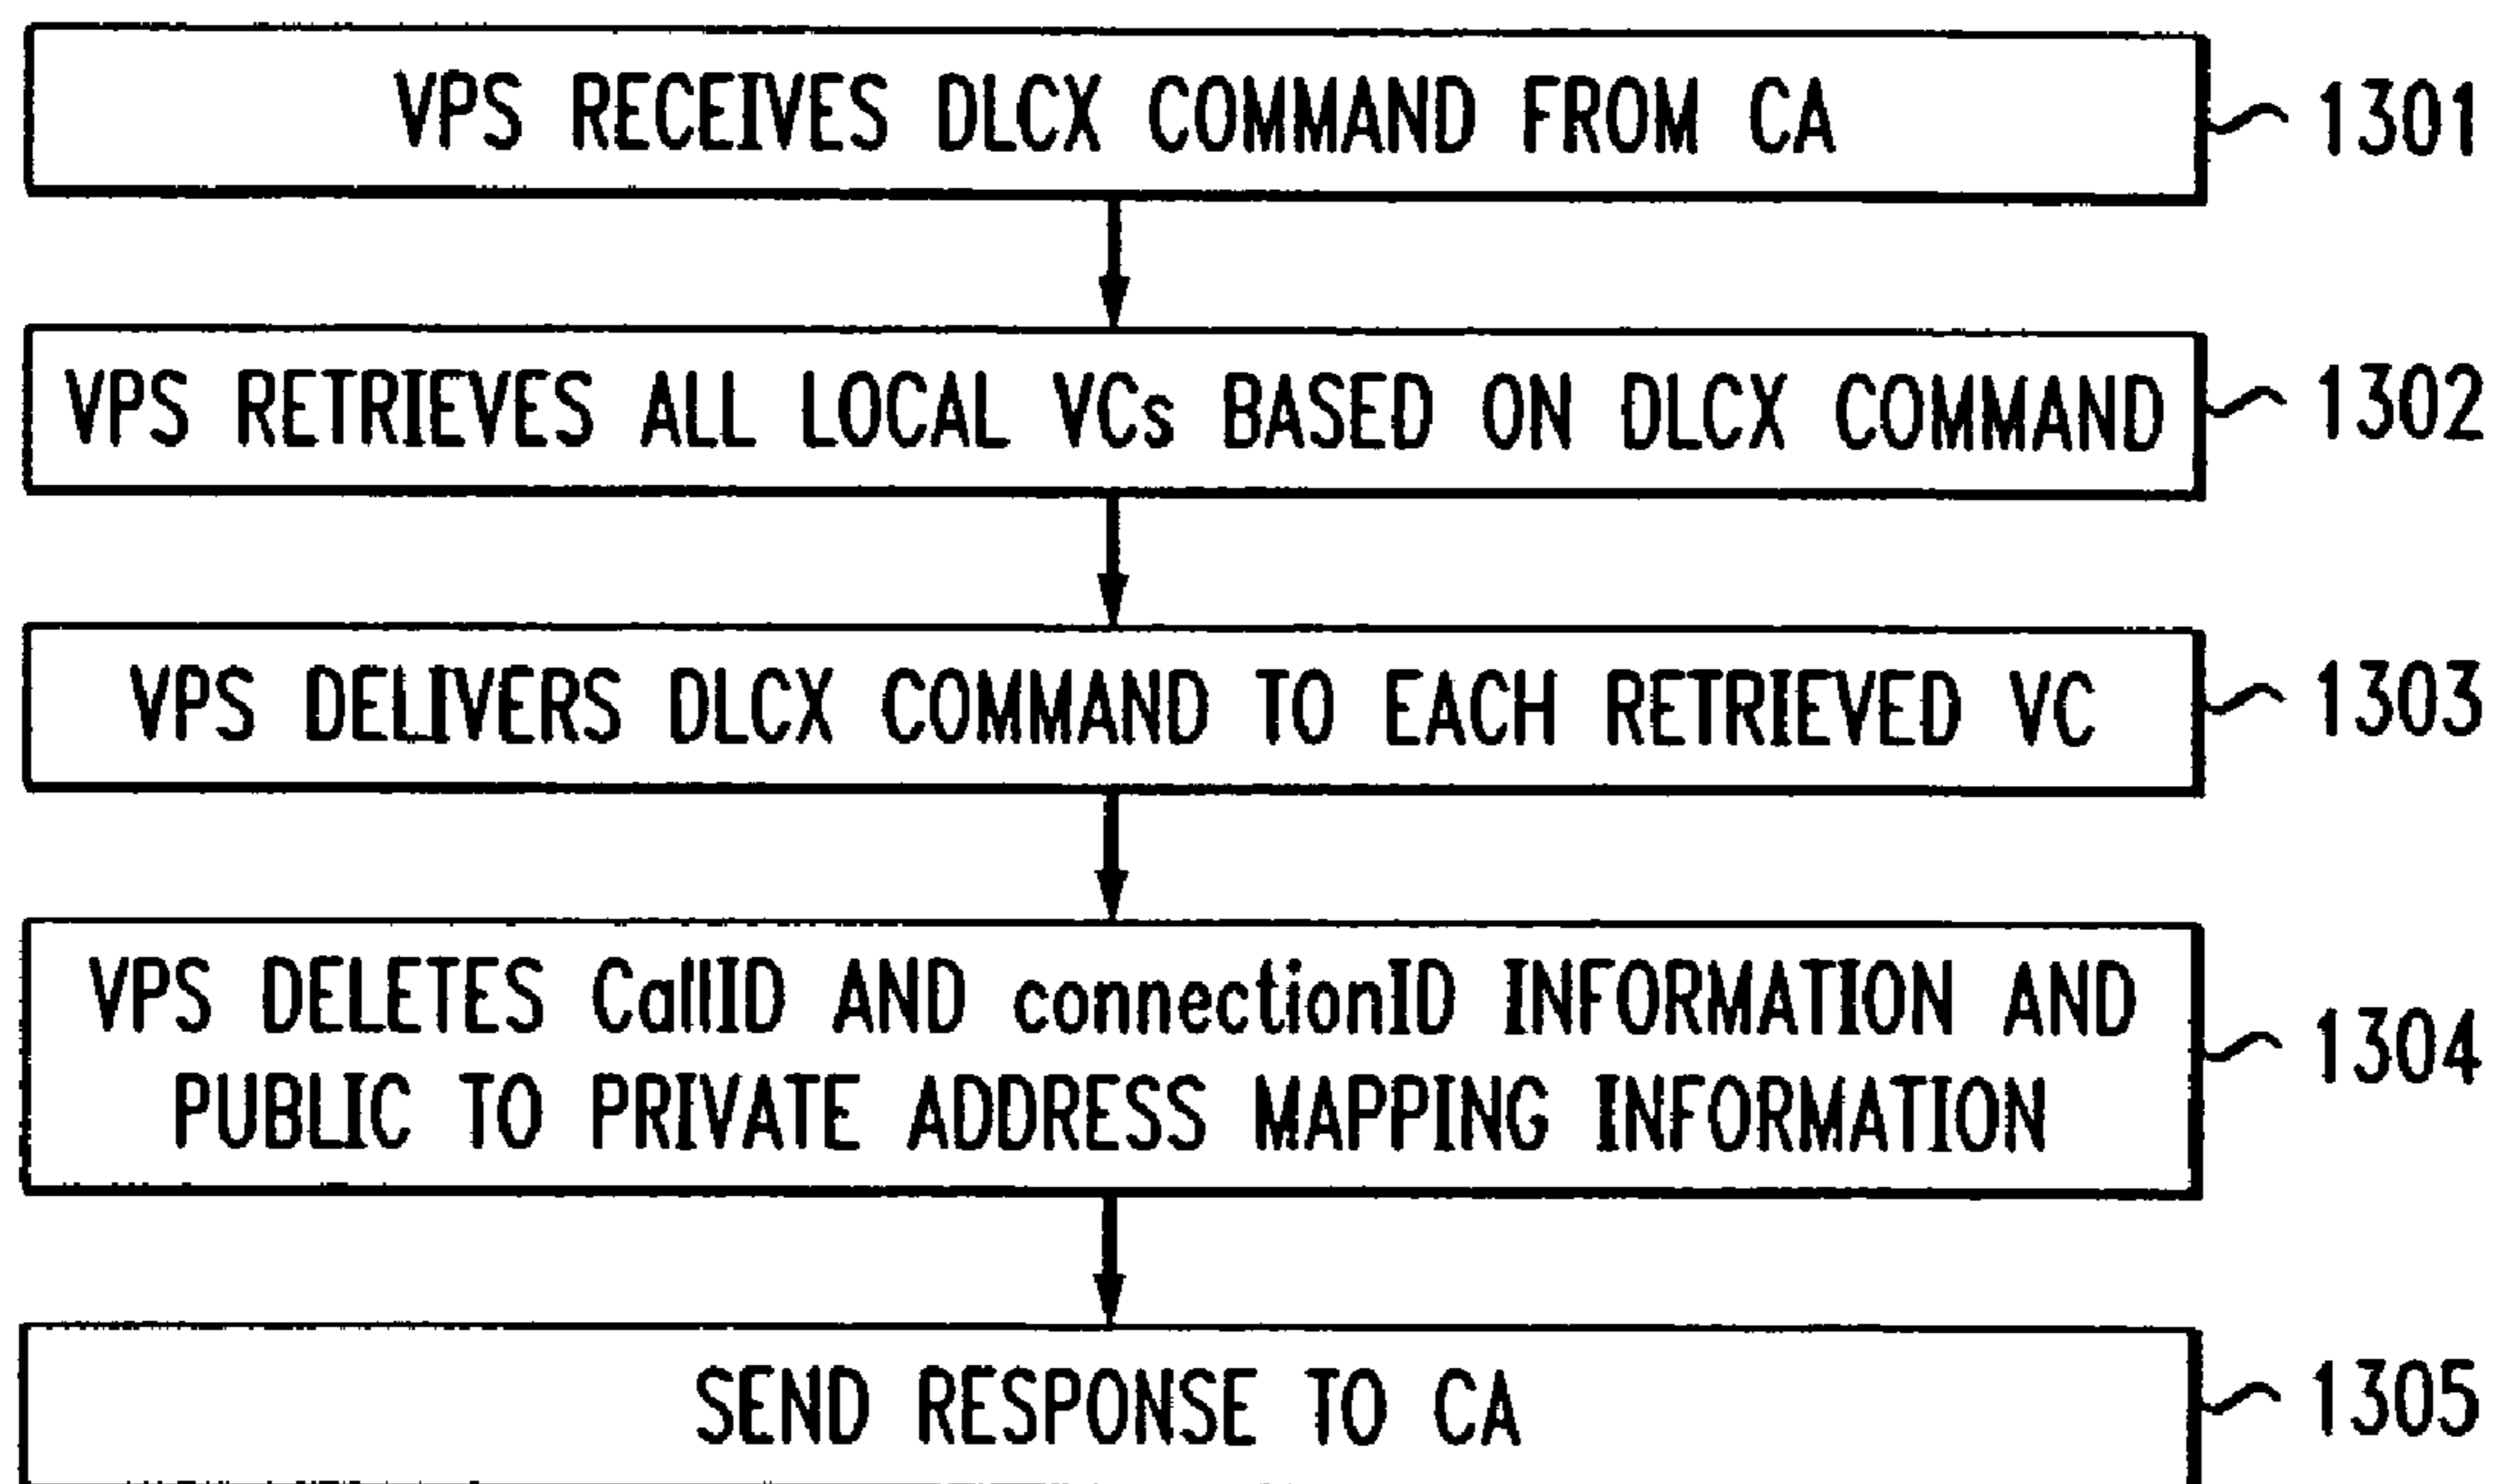 VPS RECEIVES DLCX COMMAND FROM CA
1301
VPS RETRIEVES ALL LOCAL VCs BASED ON DLCX COMMAND
1302
VPS DELIVERS DLCX COMMAND TO EACH RETRIEVED VC
1303
VPS DELETES CallID AND connectionID INFORMATION AND
PUBLIC TO PRIVATE ADDRESS MAPPING INFORMATION
1304
SEND RESPONSE TO CA
1305